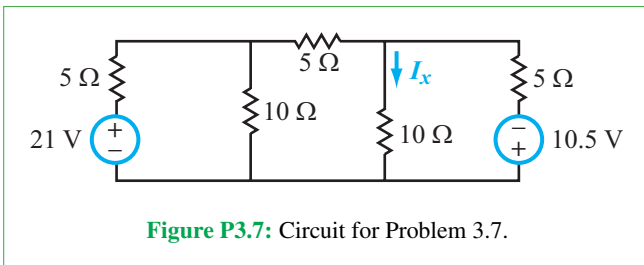 5 Ω
I_x
5 Ω
5 Ω
10 Ω
10 Ω
21 V
+
−
−
+
10.5 V
Figure P3.7: Circuit for Problem 3.7.